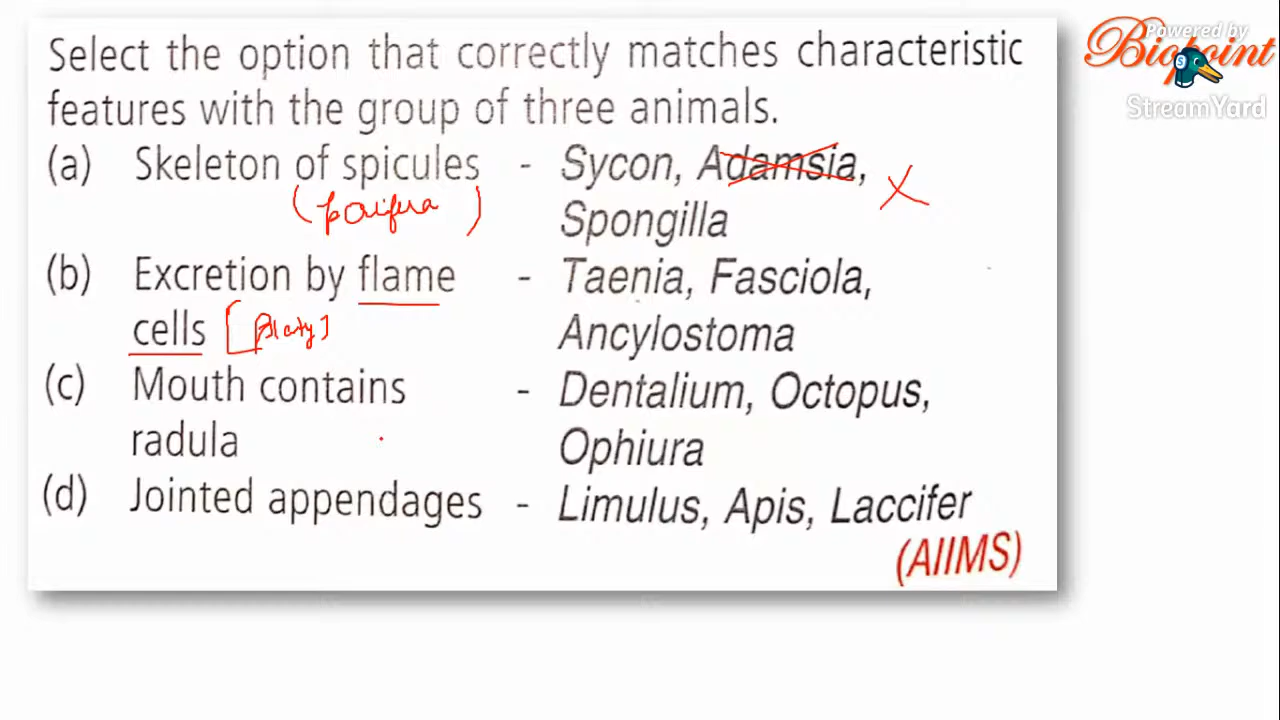 Select the option that correctly matches characteristic
features with the group of three animals.
(a) Skeleton of spicules - Sycon, Adamsia,
(porifera) Spongilla
(b) Excretion by flame - Taenia, Fasciola,
cells [Platy] Ancylostoma
(c) Mouth contains - Dentalium, Octopus,
radula Ophiura
(d) Jointed appendages - Limulus, Apis, Laccifer
(AIIMS)
Biopoint
Powered by
StreamYard